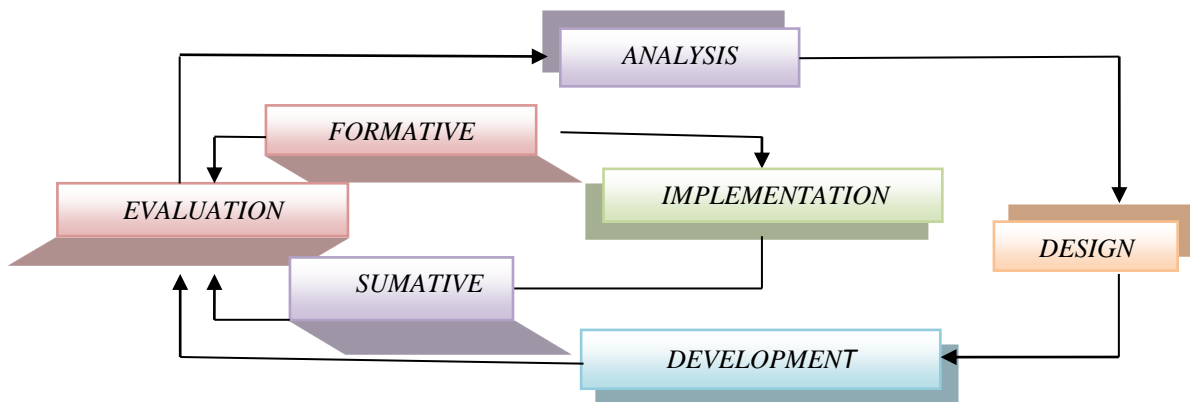 ANALYSIS
FORMATIVE
IMPLEMENTATION
EVALUATION
DESIGN
SUMATIVE
DEVELOPMENT